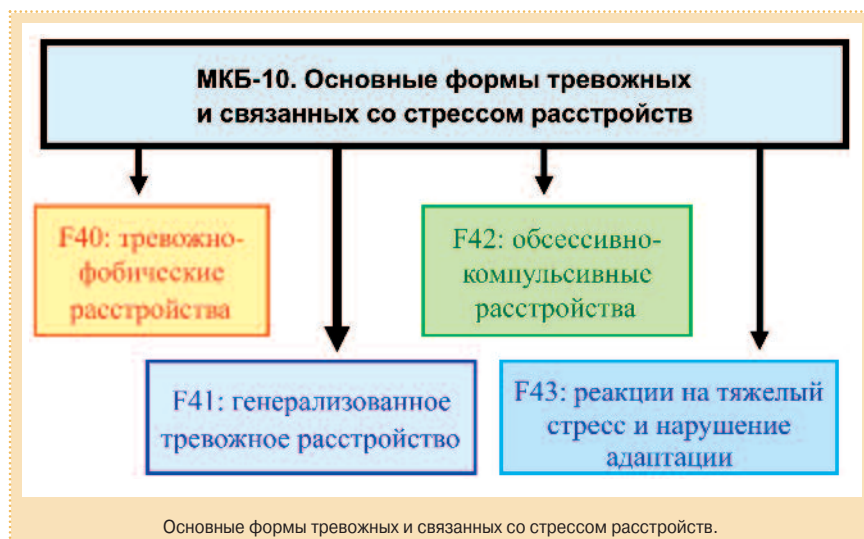 МКБ-10. Основные формы тревожных
и связанных со стрессом расстройств
F40: тревожно-
фобические
расстройства
F42: обсессивно-
компульсивные
расстройства
F41: генерализованное
тревожное расстройство
F43: реакции на тяжелый
стресс и нарушение
адаптации
Основные формы тревожных и связанных со стрессом расстройств.